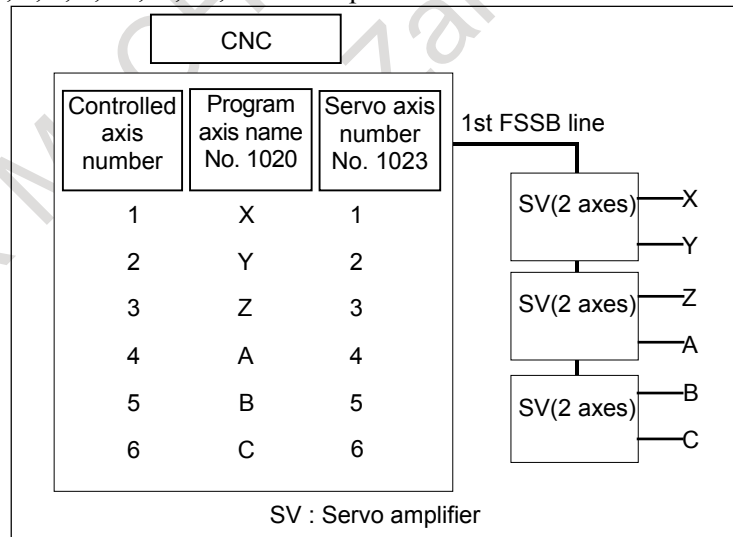 CNC
Controlled axis number
Program axis name No. 1020
Servo axis number No. 1023
1 X 1
2 Y 2
3 Z 3
4 A 4
5 B 5
6 C 6
1st FSSB line
SV(2 axes)
X
Y
SV(2 axes)
Z
A
SV(2 axes)
B
C
SV : Servo amplifier